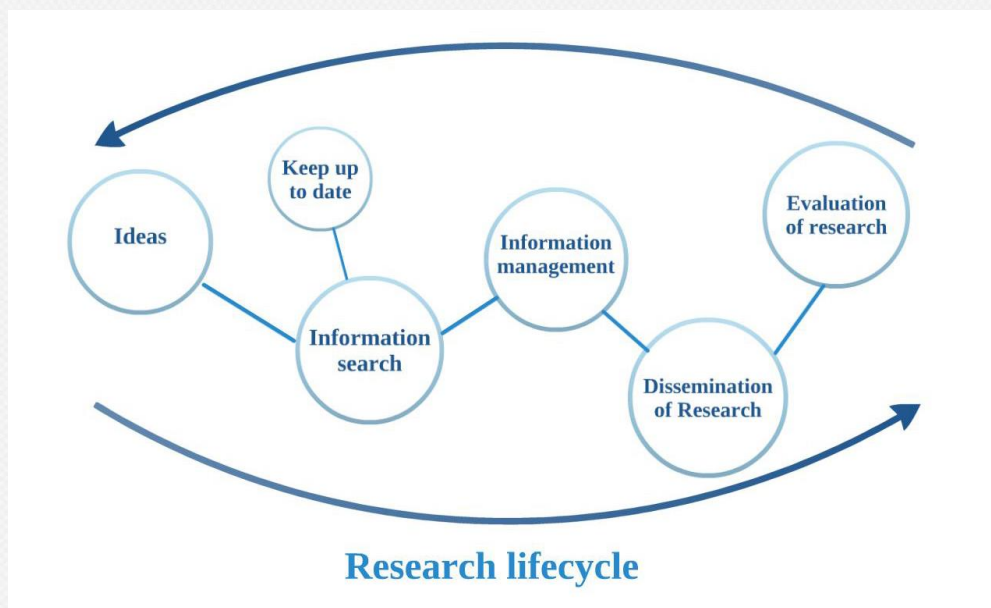 Ideas
Keep up
to date
Information
search
Information
management
Dissemination
of Research
Evaluation
of research
Research lifecycle